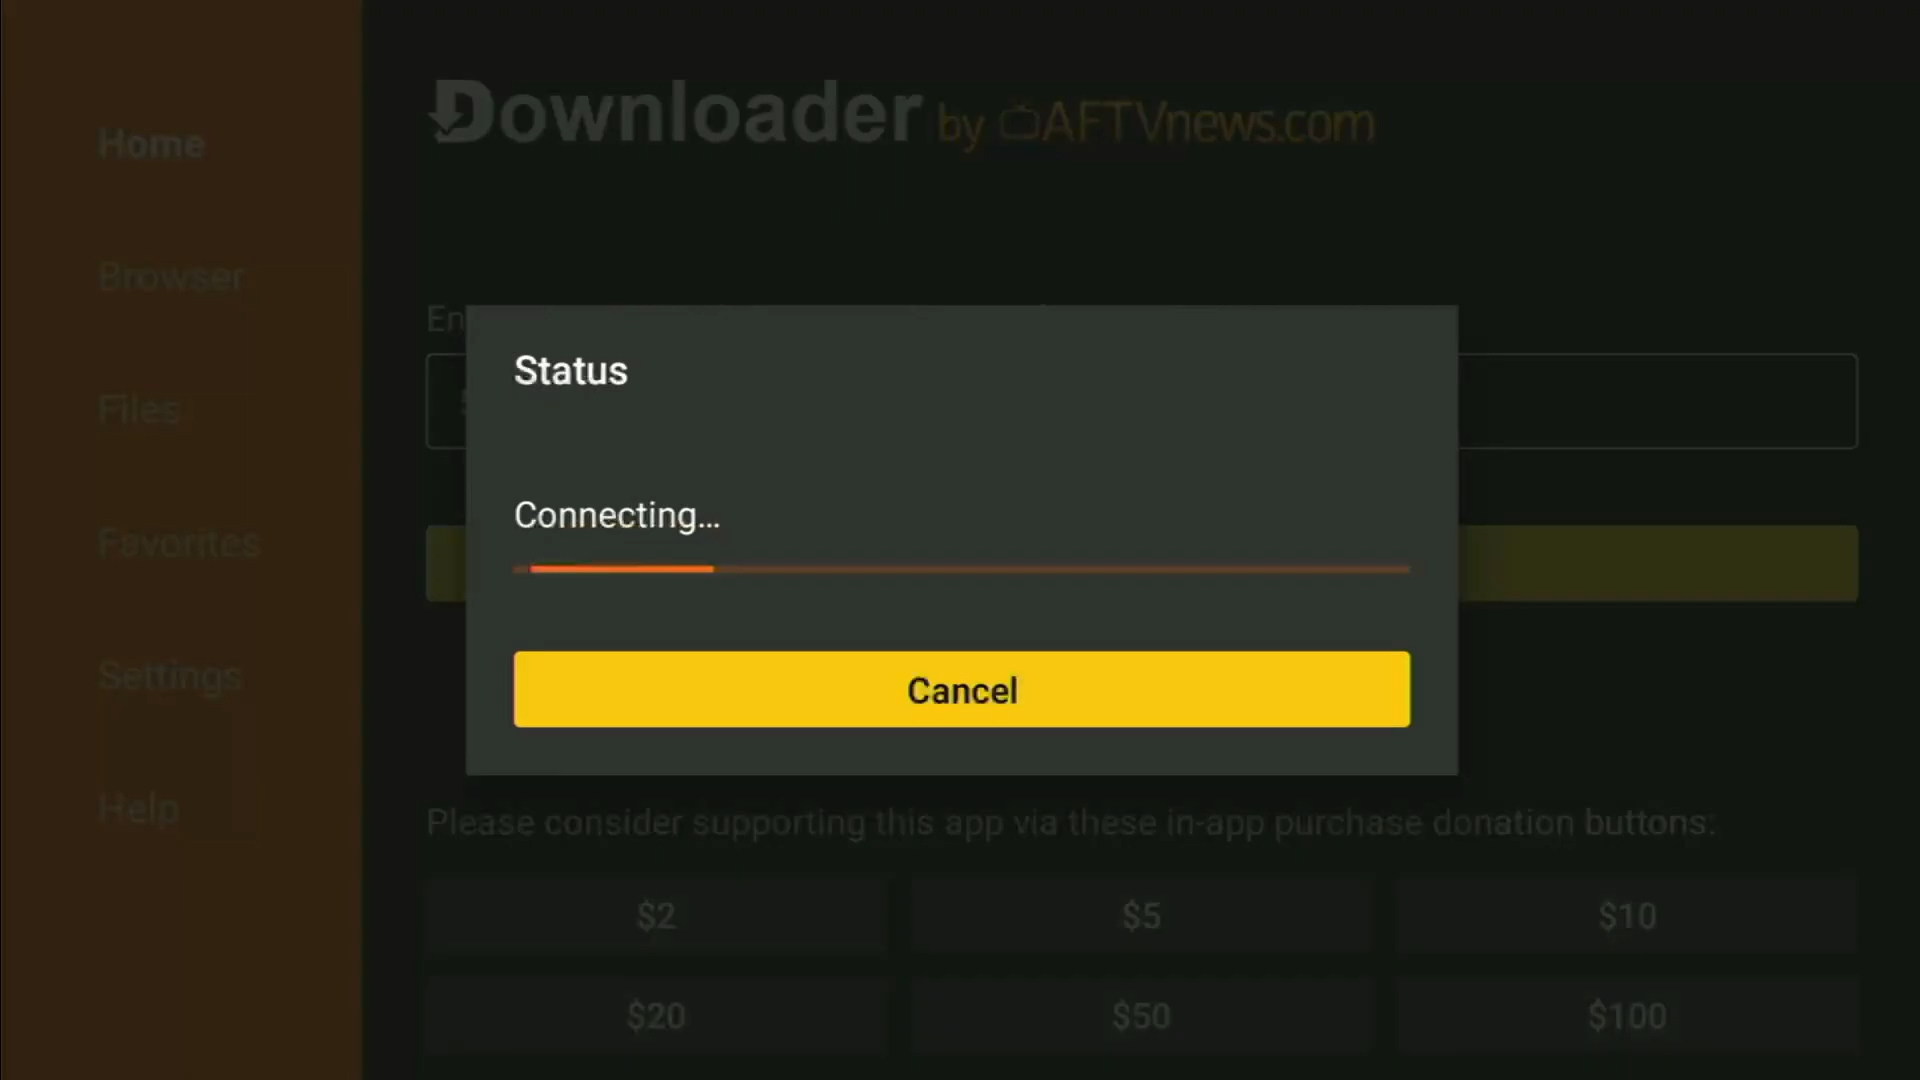 Home
Browser
Files
Favorites
Settings
Help
Downloader by AFTVnews.com
En
Status
Connecting...
Cancel
Please consider supporting this app via these in-app purchase donation buttons:
$2
$5
$10
$20
$50
$100